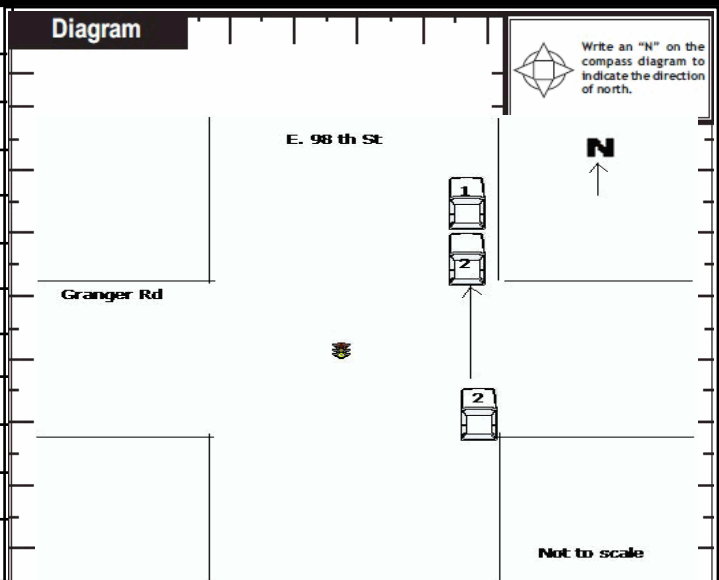 Diagram
Write an “N” on the
compass diagram to
indicate the direction
of north.
E. 98 th St
N
1
2
Granger Rd
2
Not to scale